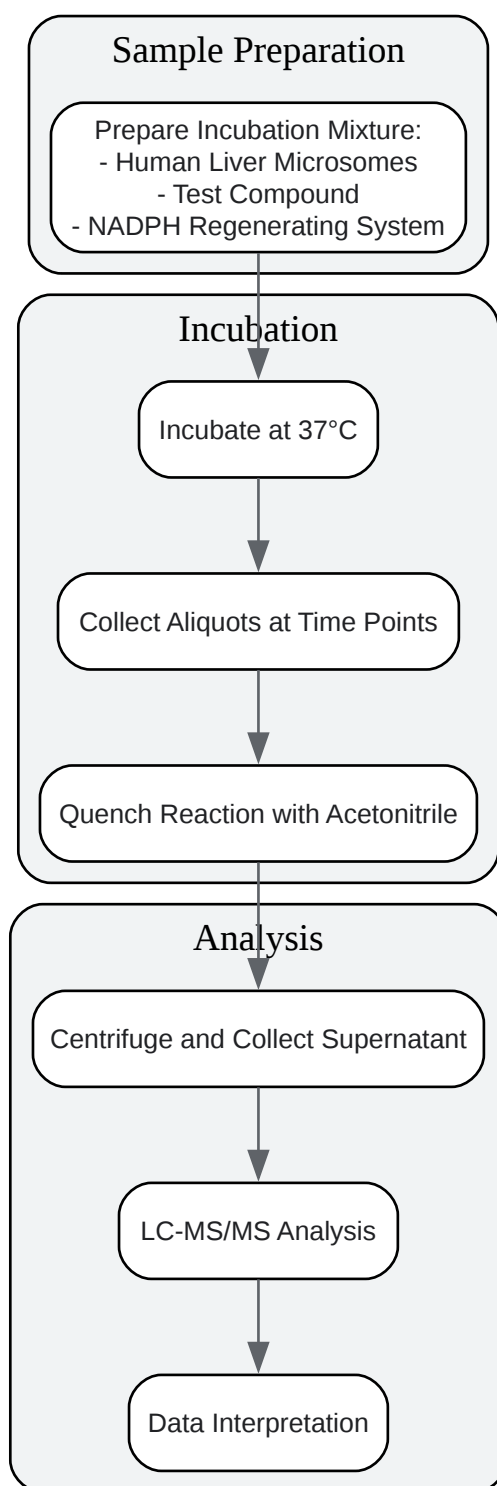 Sample Preparation
Prepare Incubation Mixture:
- Human Liver Microsomes
- Test Compound
- NADPH Regenerating System
Incubation
Incubate at 37°C
Collect Aliquots at Time Points
Quench Reaction with Acetonitrile
Analysis
Centrifuge and Collect Supernatant
LC-MS/MS Analysis
Data Interpretation